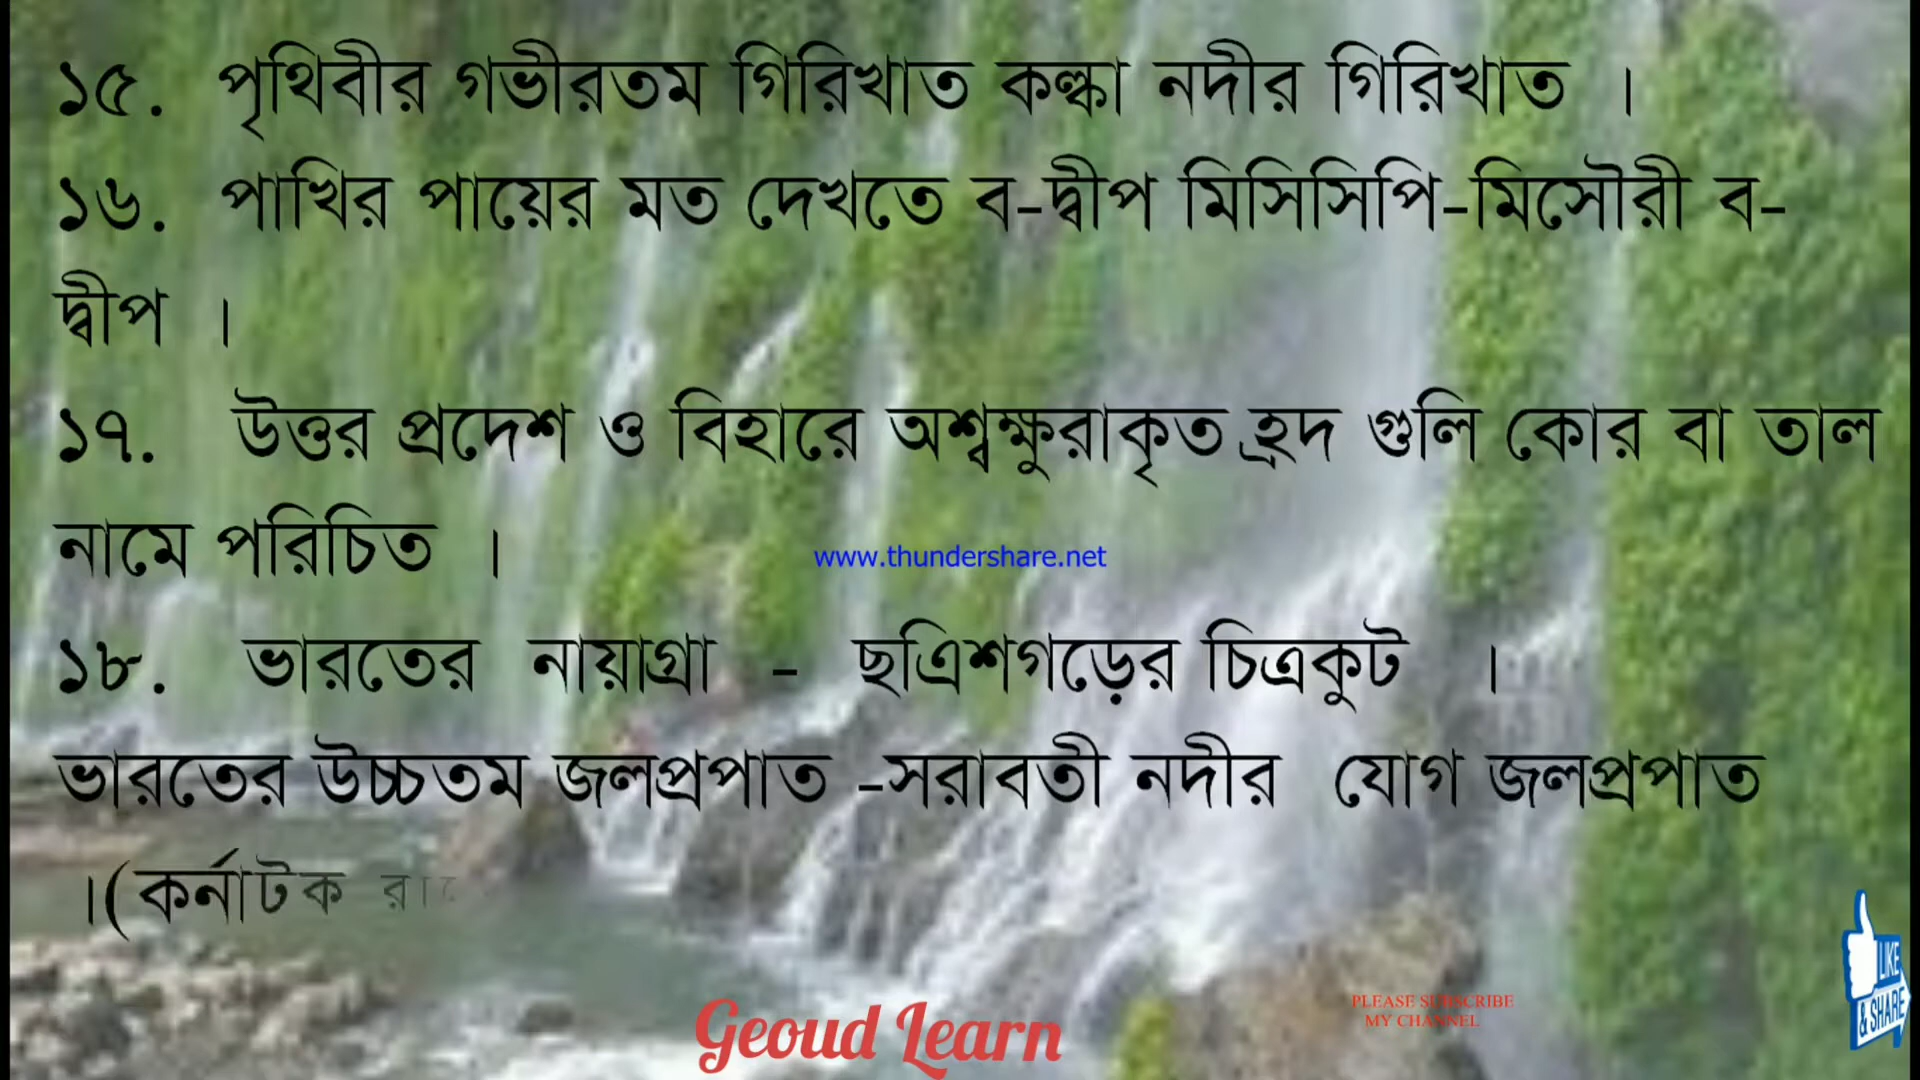 ১৫. পৃথিবীর গভীরতম গিরিখাত কল্কা নদীর গিরিখাত ।
১৬. পাখির পায়ের মত দেখতে ব-দ্বীপ মিসিসিপি-মিসৌরী ব-
দ্বীপ ।
১৭. উত্তর প্রদেশ ও বিহারে অশ্বক্ষুরাকৃত হ্রদ গুলি কোর বা তাল
নামে পরিচিত ।
www.thundershare.net
১৮. ভারতের নায়াগ্রা - ছত্রিশগড়ের চিত্রকুট ।
ভারতের উচ্চতম জলপ্রপাত -সরাবতী নদীর যোগ জলপ্রপাত
।(কর্নাটক
Geoud Learn
PLEASE SUBSCRIBE
MY CHANNEL
LIKE
& SHARE